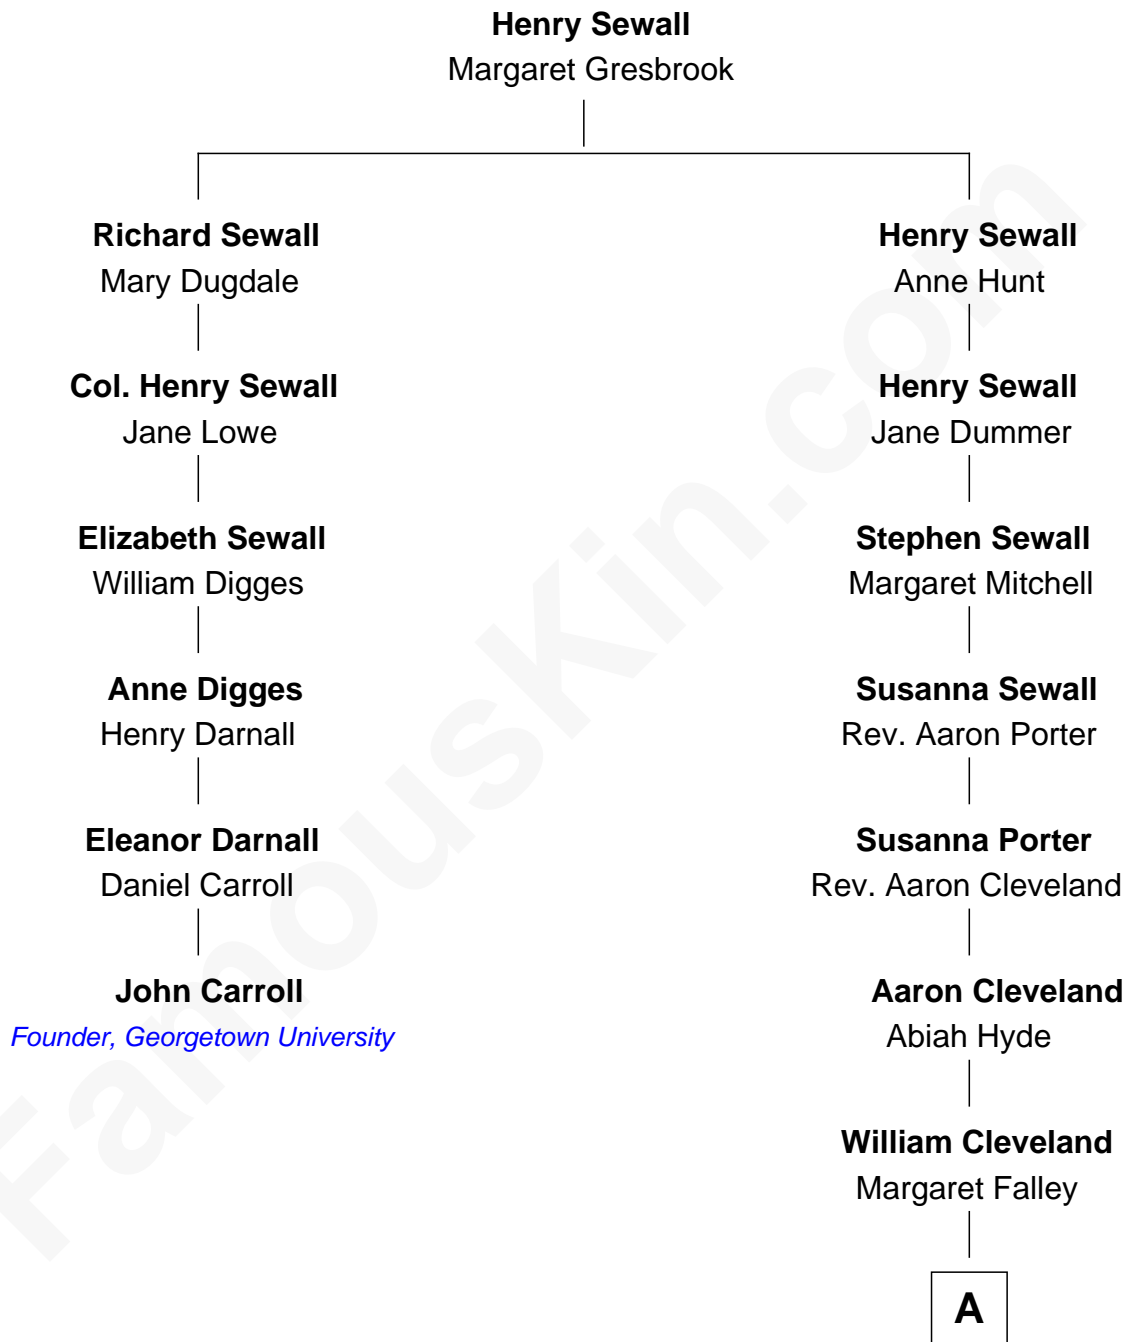 Henry Sewall
Margaret Gresbrook
Richard Sewall
Mary Dugdale
Henry Sewall
Anne Hunt
Col. Henry Sewall
Jane Lowe
Henry Sewall
Jane Dummer
Elizabeth Sewall
William Digges
Stephen Sewall
Margaret Mitchell
Anne Digges
Henry Darnall
Susanna Sewall
Rev. Aaron Porter
Eleanor Darnall
Daniel Carroll
Susanna Porter
Rev. Aaron Cleveland
John Carroll
Founder, Georgetown University
Aaron Cleveland
Abiah Hyde
William Cleveland
Margaret Falley
A
FamousKin.com